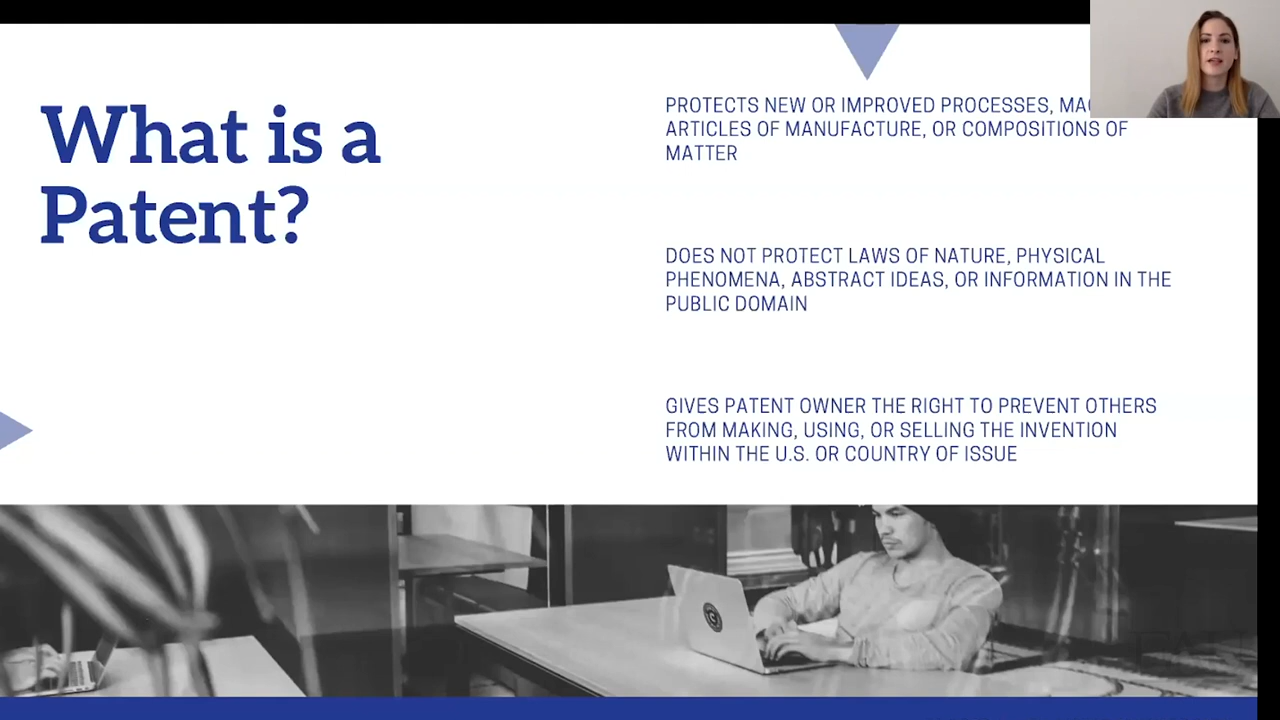 What is a
Patent?
PROTECTS NEW OR IMPROVED PROCESSES,
ARTICLES OF MANUFACTURE, OR COMPOSITIONS OF
MATTER
DOES NOT PROTECT LAWS OF NATURE, PHYSICAL
PHENOMENA, ABSTRACT IDEAS, OR INFORMATION IN THE
PUBLIC DOMAIN
GIVES PATENT OWNER THE RIGHT TO PREVENT OTHERS
FROM MAKING, USING, OR SELLING THE INVENTION
WITHIN THE U.S. OR COUNTRY OF ISSUE